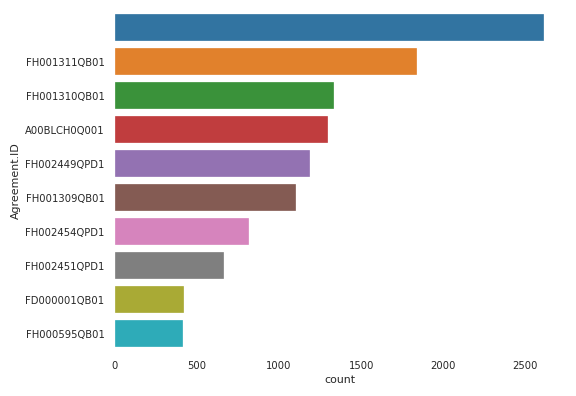 Agreement.ID
FH001311QB01
FH001310QB01
A00BLCH0Q001
FH002449QPD1
FH001309QB01
FH002454QPD1
FH002451QPD1
FD000001QB01
FH000595QB01
0 500 1000 1500 2000 2500
count